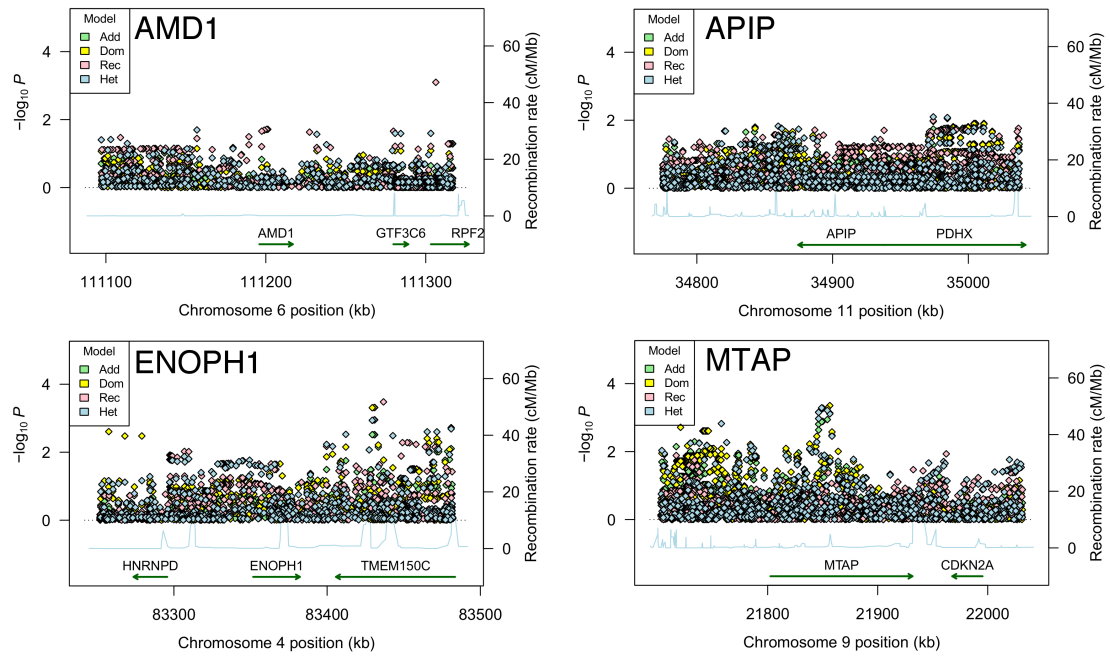 AMD1
Model
Add
Dom
Rec
Het
−log10 P
4
2
0
Recombination rate (cM/Mb)
60
40
20
0
AMD1 GTF3C6 RPF2
111100 111200 111300
Chromosome 6 position (kb)
APIP
Model
Add
Dom
Rec
Het
−log10 P
4
2
0
Recombination rate (cM/Mb)
60
40
20
0
APIP PDHX
34800 34900 35000
Chromosome 11 position (kb)
ENOPH1
Model
Add
Dom
Rec
Het
−log10 P
4
2
0
Recombination rate (cM/Mb)
60
40
20
0
HNRNPD ENOPH1 TMEM150C
83300 83400 83500
Chromosome 4 position (kb)
MTAP
Model
Add
Dom
Rec
Het
−log10 P
4
2
0
Recombination rate (cM/Mb)
60
40
20
0
MTAP CDKN2A
21800 21900 22000
Chromosome 9 position (kb)